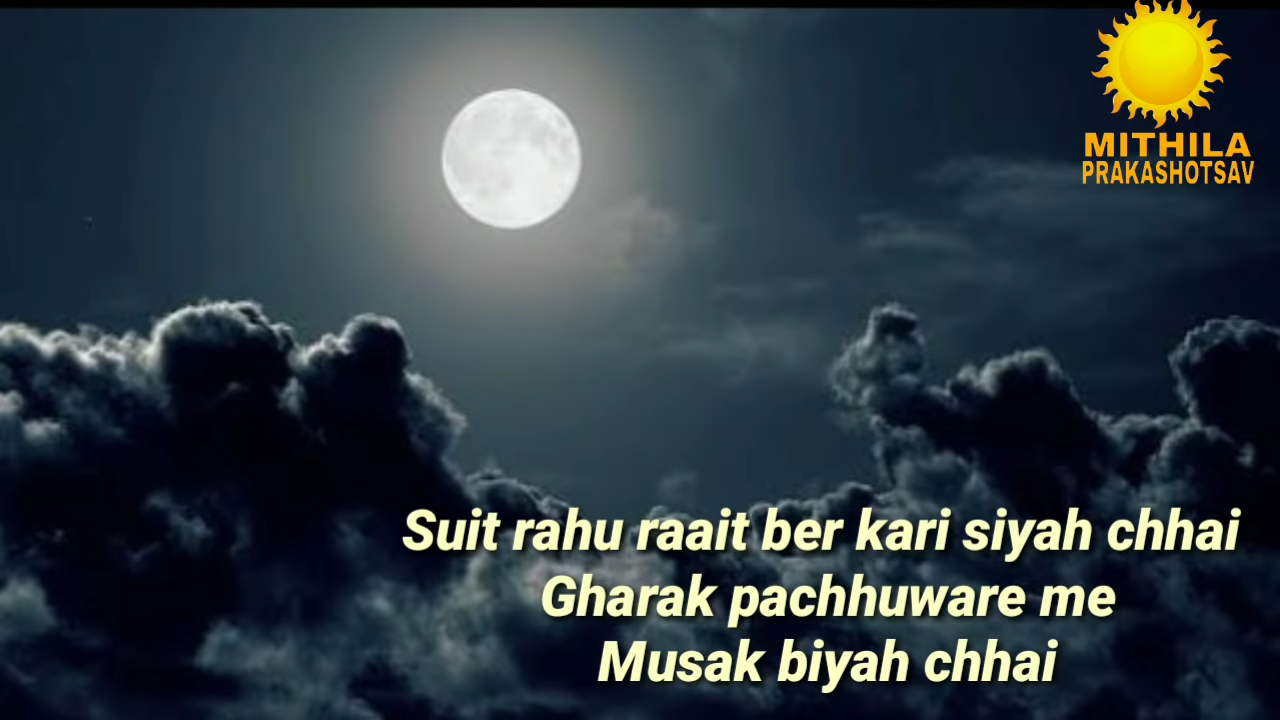 MITHILA
PRAKASHOTSAV
Suit rahu raait ber kari siyah chhai
Gharak pachhuware me
Musak biyah chhai